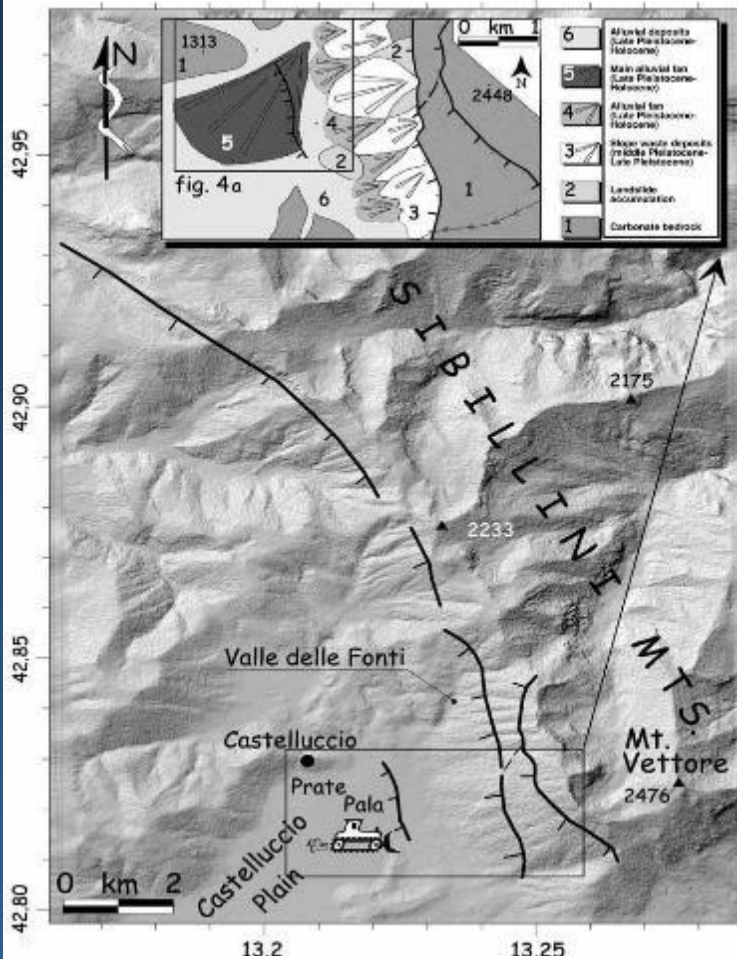 N
1313
1
5
4
2
2
6
3
1
fig. 4a
0 km 1
N
2448
6 Alluvial deposits
(Late Pleistocene-
Holocene)
5 Main alluvial fan
(Late Pleistocene-
Holocene)
4 Alluvial fan
(Late Pleistocene-
Holocene)
3 Slope waste deposits
(middle Pleistocene-
Late Pleistocene)
2 Landslide
accumulation
1 Carbonate bedrock
42,95
42,90
42,85
42,80
SIBILLINI MTS.
2175
2233
Valle delle Fonti
Castelluccio
Prate
Pala
Castelluccio
Plain
Mt.
Vettore
2476
0 km 2
13.2
13.25